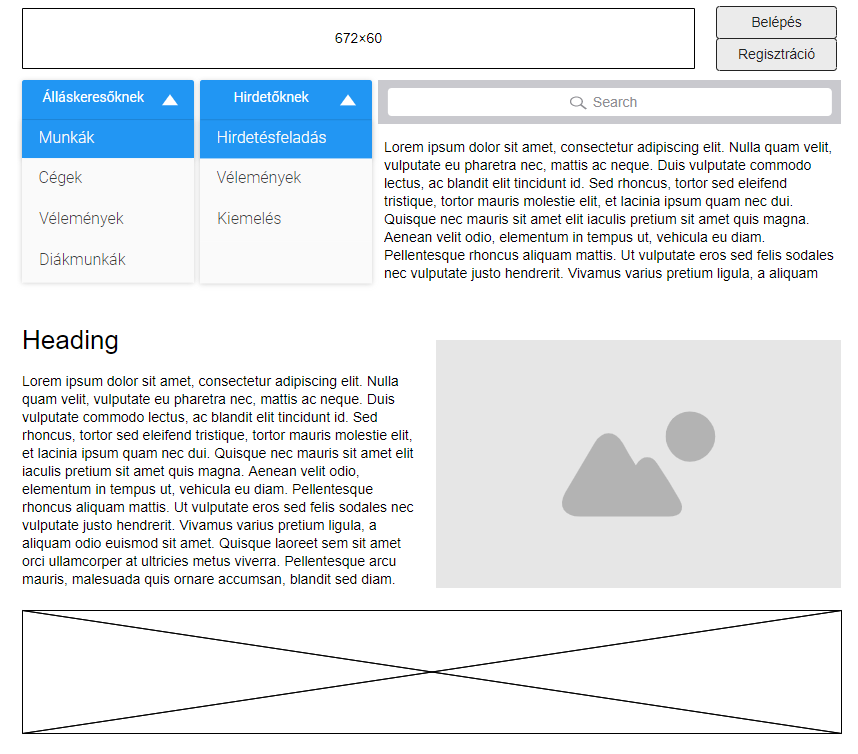 672×60
Belépés
Regisztráció
Álláskeresőknek
Munkák
Cégek
Vélemények
Diákmunkák
Hirdetőknek
Hirdetésfeladás
Vélemények
Kiemelés
Search
Lorem ipsum dolor sit amet, consectetur adipiscing elit. Nulla quam velit,
vulputate eu pharetra nec, mattis ac neque. Duis vulputate commodo
lectus, ac blandit elit tincidunt id. Sed rhoncus, tortor sed eleifend
tristique, tortor mauris molestie elit, et lacinia ipsum quam nec dui.
Quisque nec mauris sit amet elit iaculis pretium sit amet quis magna.
Aenean velit odio, elementum in tempus ut, vehicula eu diam.
Pellentesque rhoncus aliquam mattis. Ut vulputate eros sed felis sodales
nec vulputate justo hendrerit. Vivamus varius pretium ligula, a aliquam
Heading
Lorem ipsum dolor sit amet, consectetur adipiscing elit. Nulla
quam velit, vulputate eu pharetra nec, mattis ac neque. Duis
vulputate commodo lectus, ac blandit elit tincidunt id. Sed
rhoncus, tortor sed eleifend tristique, tortor mauris molestie elit,
et lacinia ipsum quam nec dui. Quisque nec mauris sit amet elit
iaculis pretium sit amet quis magna. Aenean velit odio,
elementum in tempus ut, vehicula eu diam. Pellentesque
rhoncus aliquam mattis. Ut vulputate eros sed felis sodales nec
vulputate justo hendrerit. Vivamus varius pretium ligula, a
aliquam odio euismod sit amet. Quisque laoreet sem sit amet
orci ullamcorper at ultricies metus viverra. Pellentesque arcu
mauris, malesuada quis ornare accumsan, blandit sed diam.